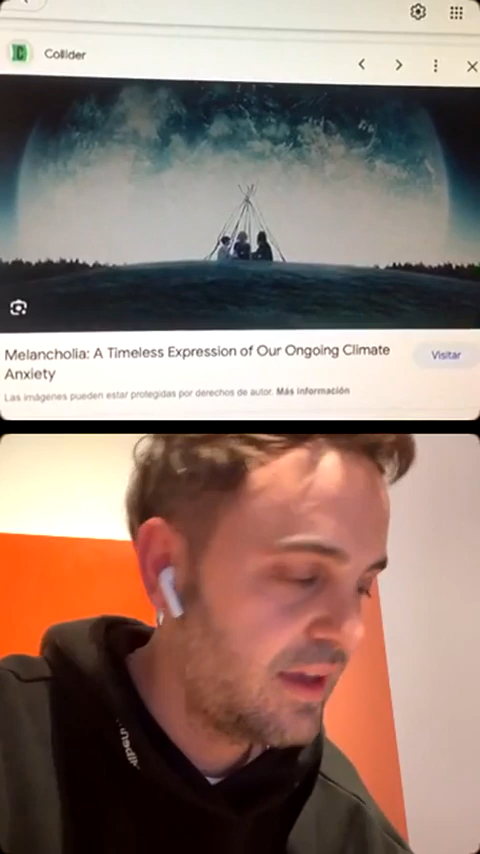 Collider
Melancholia: A Timeless Expression of Our Ongoing Climate
Anxiety
Visitar
Las imágenes pueden estar protegidas por derechos de autor. Más información